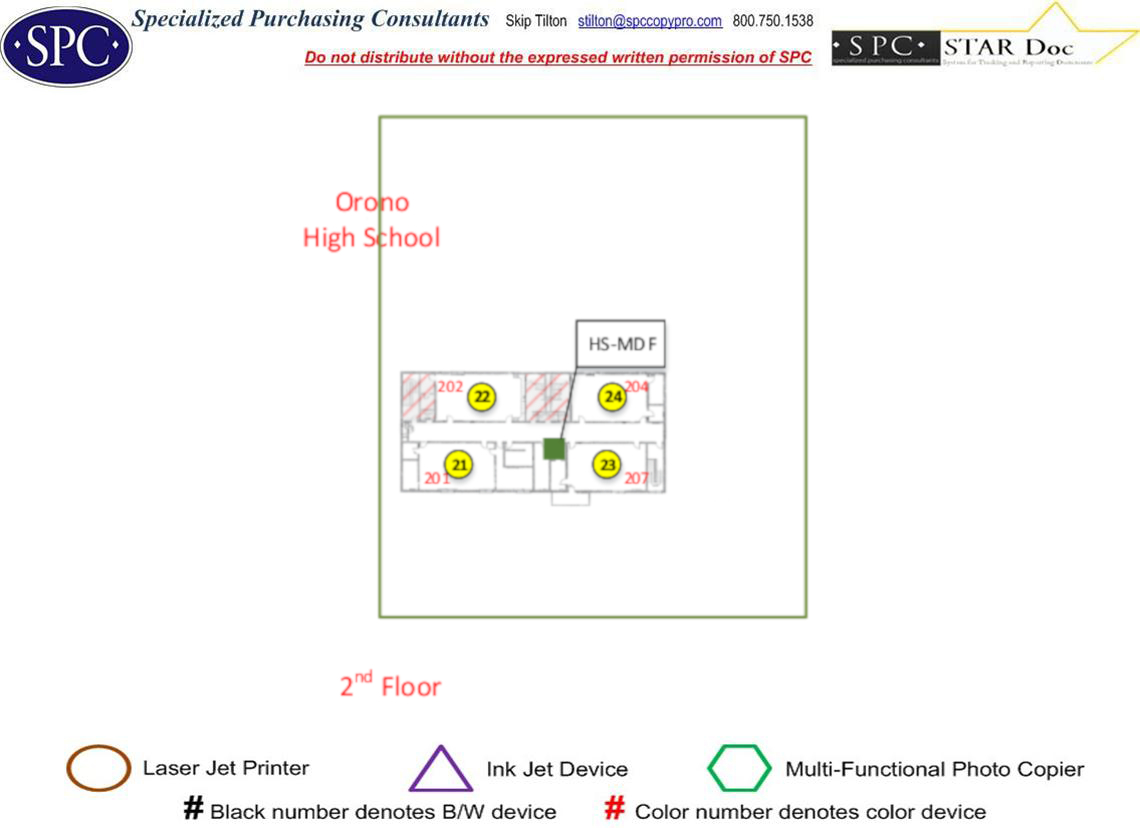 Specialized Purchasing Consultants Skip Tilton stilton@spccopypro.com 800.750.1538
·SPC·
Do not distribute without the expressed written permission of SPC
·SPC· STAR Doc
specialized purchasing consultants System for Tracking and Reporting Documents
Orono
High School
HS-MDF
202 22 24 204
21 23
201 207
2nd Floor
Laser Jet Printer Ink Jet Device Multi-Functional Photo Copier
# Black number denotes B/W device # Color number denotes color device